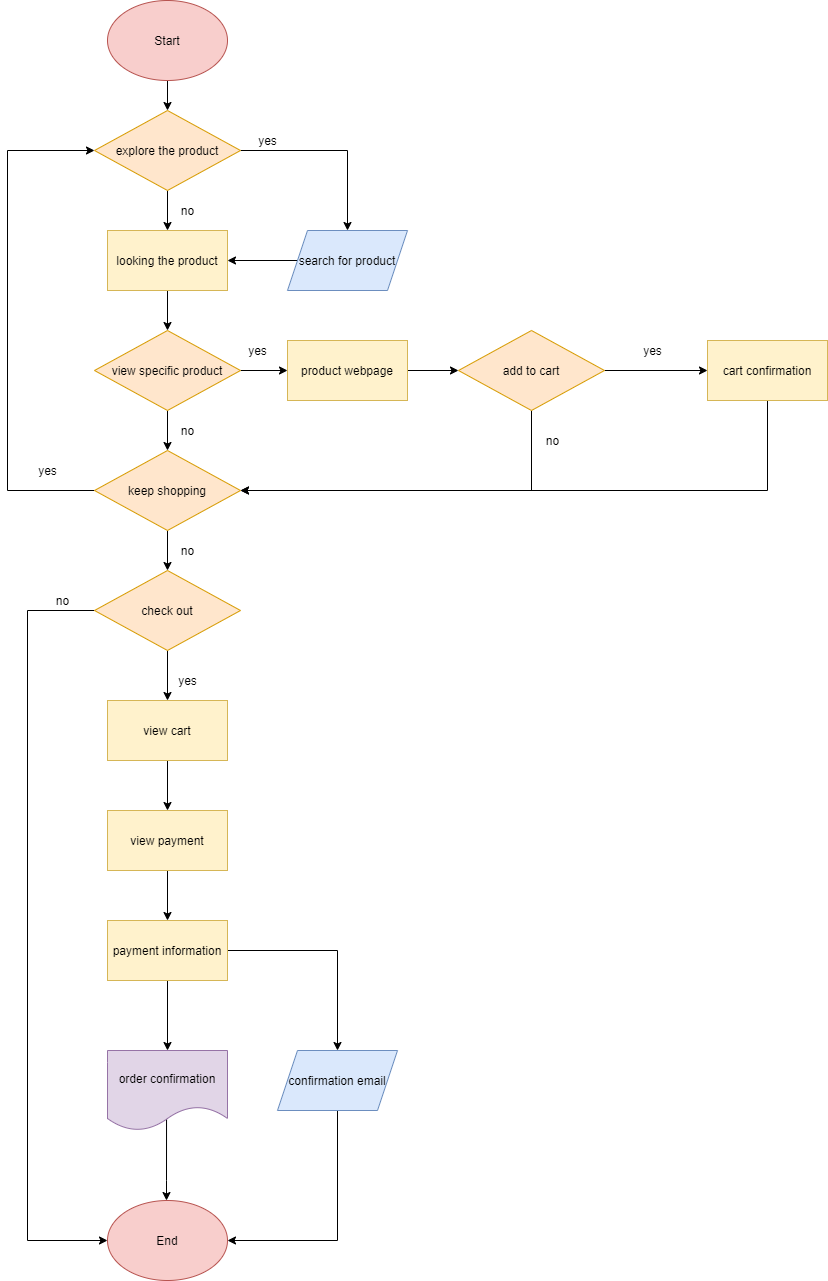 Start
explore the product
yes
no
looking the product
search for product
view specific product
yes
product webpage
add to cart
yes
cart confirmation
no
no
yes
keep shopping
no
no
check out
yes
view cart
view payment
payment information
order confirmation
confirmation email
End